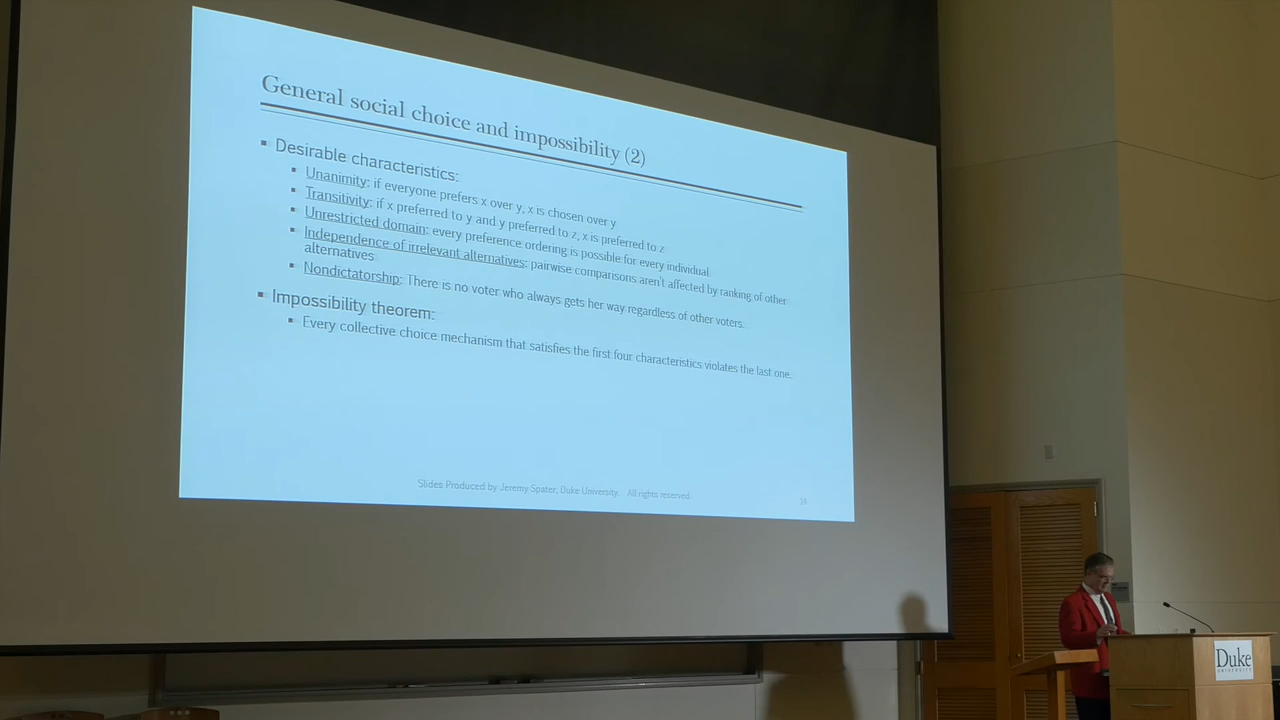 General social choice and impossibility (2)
Desirable characteristics:
Unanimity: if everyone prefers x over y, x is chosen over y
Transitivity: if x preferred to y and y preferred to z, x is preferred to z
Unrestricted domain: every preference ordering is possible for every individual
Independence of irrelevant alternatives: pairwise comparisons aren't affected by ranking of other
alternatives
Nondictatorship: There is no voter who always gets her way regardless of other voters.
Impossibility theorem:
Every collective choice mechanism that satisfies the first four characteristics violates the last one.
Slides Produced by Jeremy Spater, Duke University. All rights reserved.
Duke
UNIVERSITY